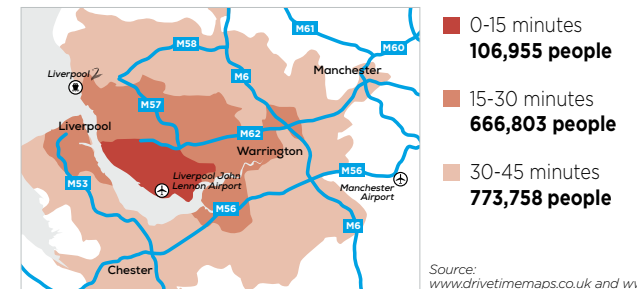 M61
M58
M60
M6
Manchester
Liverpool 2
M57
Liverpool
M62
Warrington
Liverpool John
Lennon Airport
M56
M53
Manchester
Airport
M56
M6
Chester
0-15 minutes
106,955 people
15-30 minutes
666,803 people
30-45 minutes
773,758 people
Source:
www.drivetimemaps.co.uk and